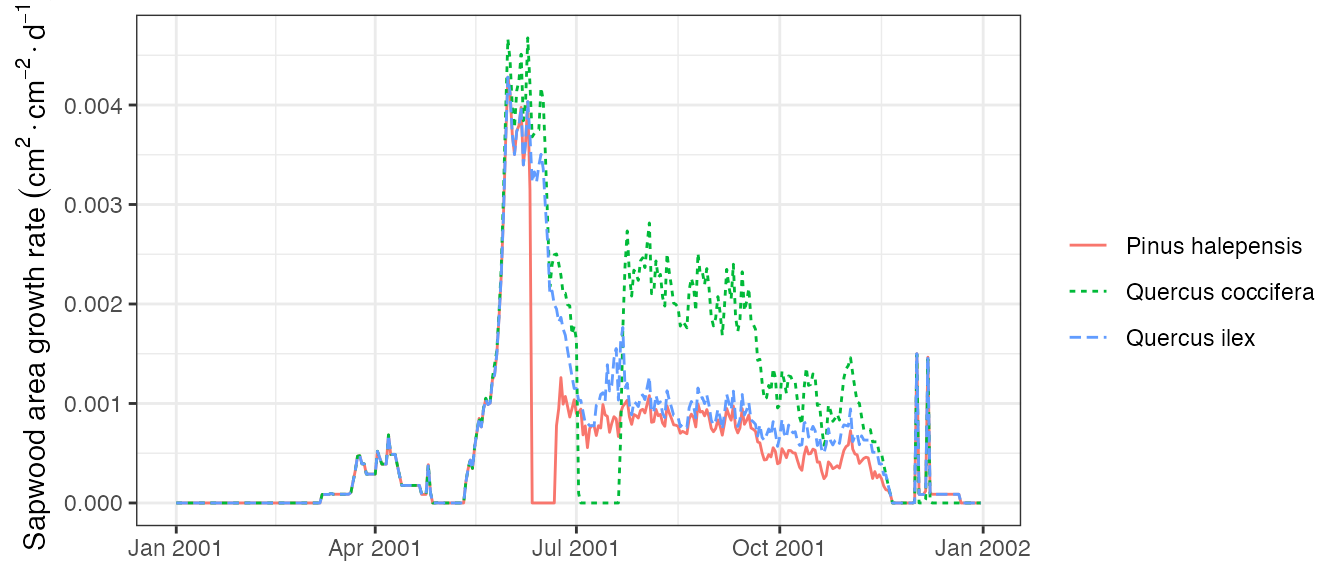 Sapwood area growth rate (cm² · cm⁻² · d⁻¹
0.004
0.003
0.002
0.001
0.000
Jan 2001
Apr 2001
Jul 2001
Oct 2001
Jan 2002
Pinus halepensis
Quercus coccifera
Quercus ilex